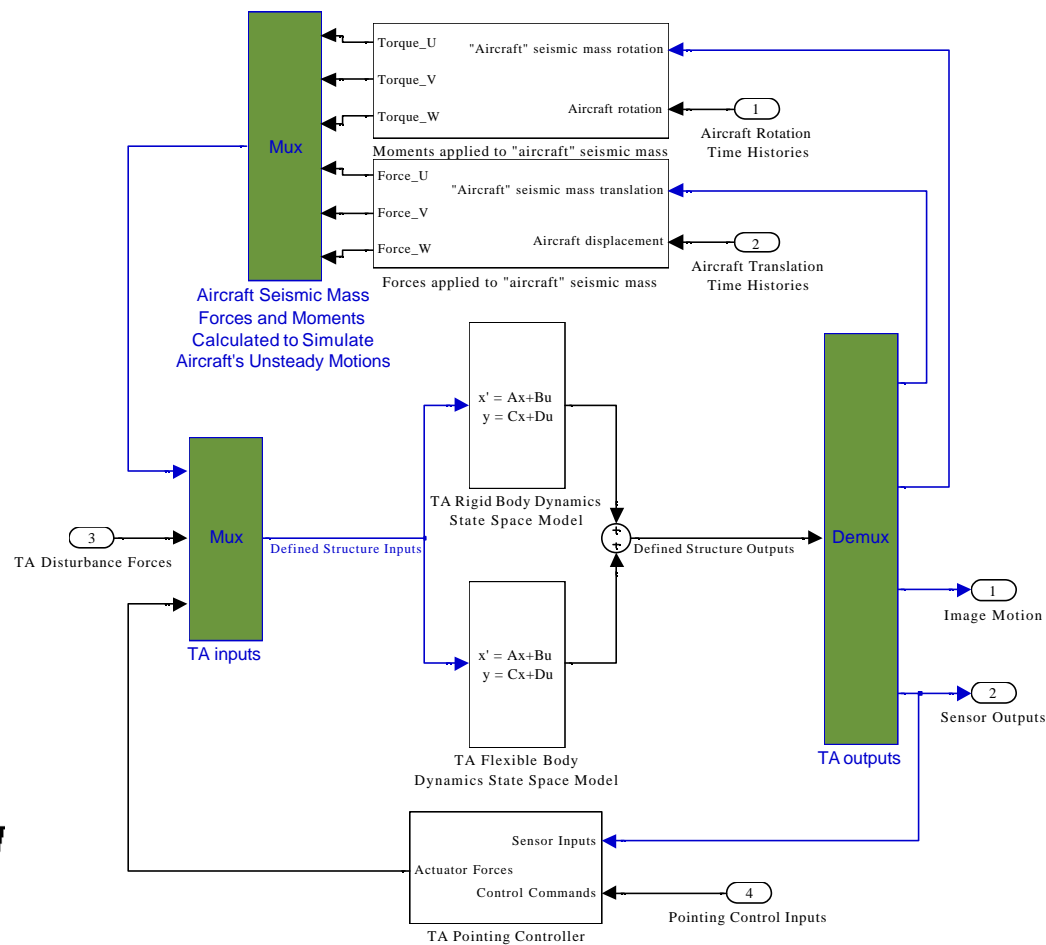 Torque_U
"Aircraft" seismic mass rotation
Torque_V
Torque_W
Aircraft rotation
1
Aircraft Rotation
Time Histories
Mux
Moments applied to "aircraft" seismic mass
Force_U
"Aircraft" seismic mass translation
Force_V
Force_W
Aircraft displacement
2
Aircraft Translation
Time Histories
Forces applied to "aircraft" seismic mass
Aircraft Seismic Mass
Forces and Moments
Calculated to Simulate
Aircraft's Unsteady Motions
x' = Ax+Bu
y = Cx+Du
TA Rigid Body Dynamics
State Space Model
3
TA Disturbance Forces
Mux
TA inputs
Defined Structure Inputs
+
+
Defined Structure Outputs
Demux
TA outputs
1
Image Motion
2
Sensor Outputs
x' = Ax+Bu
y = Cx+Du
TA Flexible Body
Dynamics State Space Model
Sensor Inputs
Actuator Forces
Control Commands
4
Pointing Control Inputs
TA Pointing Controller